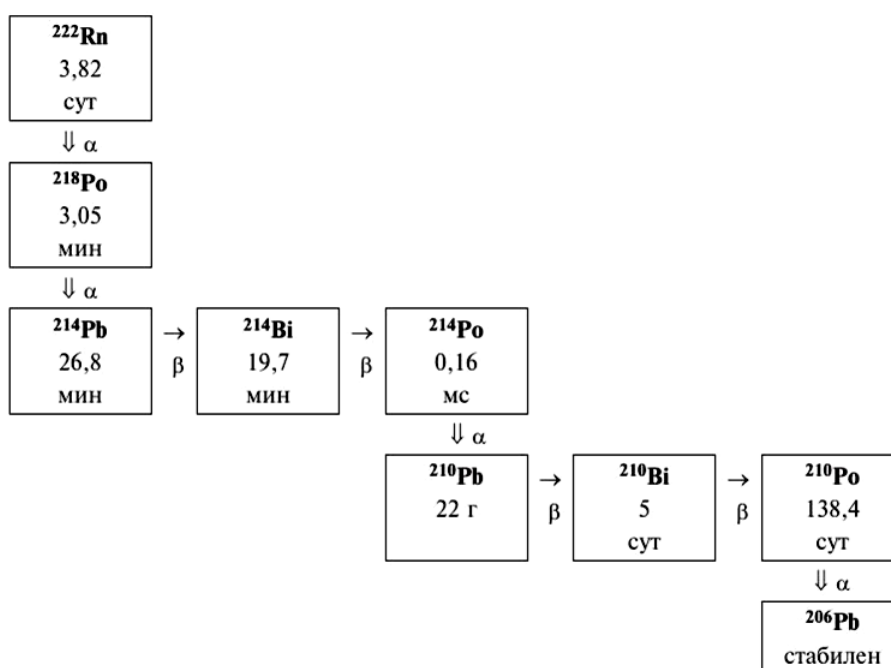 ²²²Rn
3,82
сут
⇓ α
²¹⁸Po
3,05
мин
⇓ α
²¹⁴Pb → ²¹⁴Bi → ²¹⁴Po
26,8 β 19,7 β 0,16
мин мин мс
⇓ α
²¹⁰Pb → ²¹⁰Bi → ²¹⁰Po
22 г β 5 β 138,4
сут сут
⇓ α
²⁰⁶Pb
стабилен